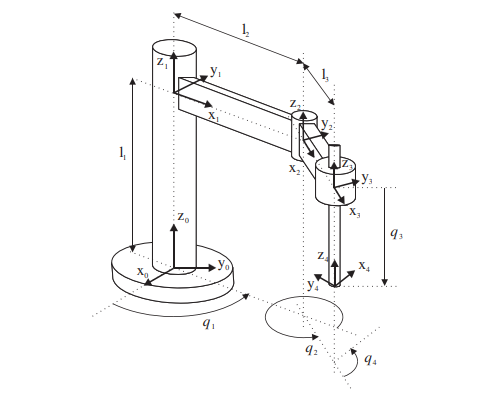 l₂
l₃
z₁
y₁
x₁
z₂
y₂
x₂
l₁
z₃
y₃
x₃
q₃
z₀
y₀
x₀
z₄
x₄
y₄
q₁
q₂
q₄